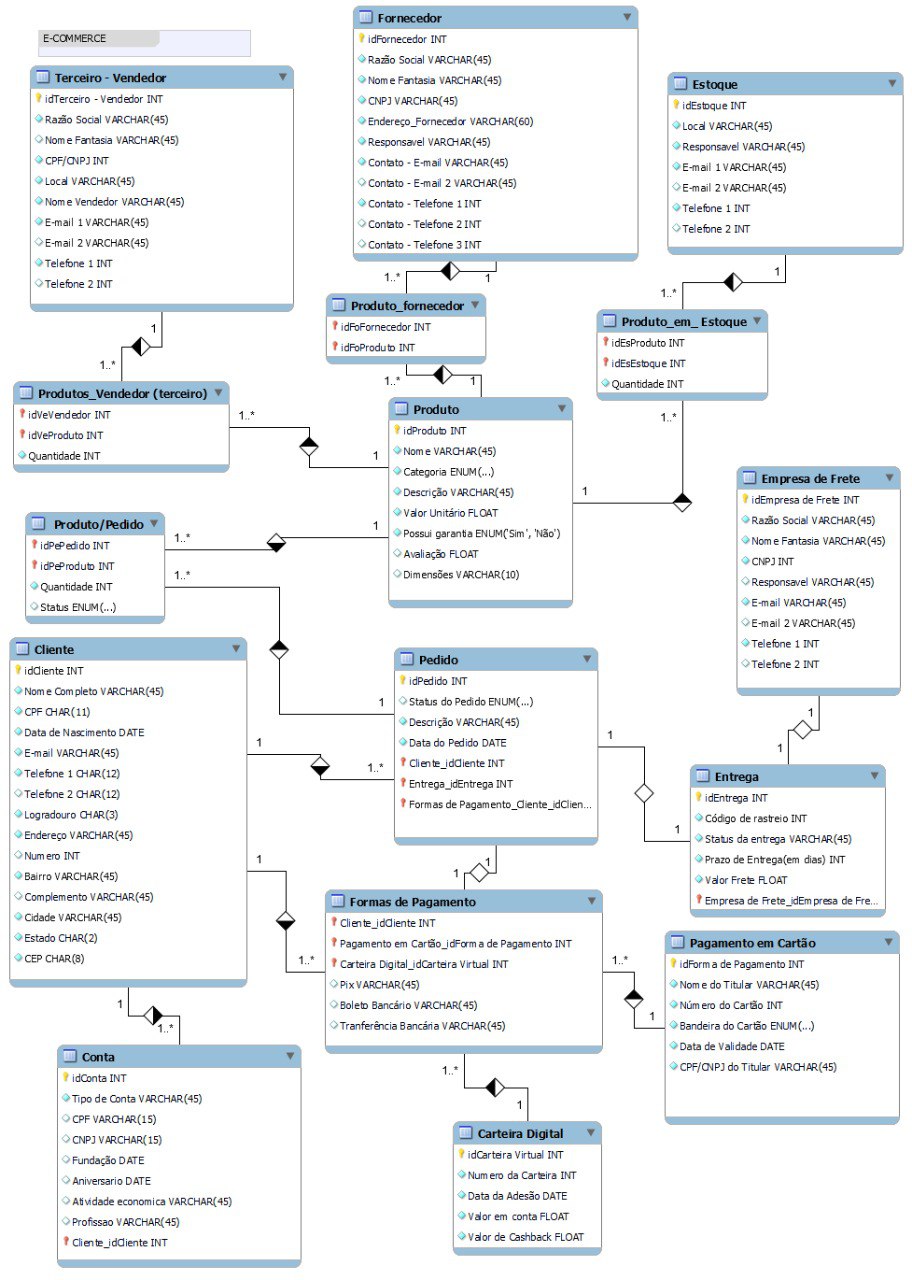 E-COMMERCE
Terceiro - Vendedor
idTerceiro - Vendedor INT
Razão Social VARCHAR(45)
Nome Fantasia VARCHAR(45)
CPF/CNPJ INT
Local VARCHAR(45)
Nome Vendedor VARCHAR(45)
E-mail 1 VARCHAR(45)
E-mail 2 VARCHAR(45)
Telefone 1 INT
Telefone 2 INT
Fornecedor
idFornecedor INT
Razão Social VARCHAR(45)
Nome Fantasia VARCHAR(45)
CNPJ VARCHAR(45)
Endereço_Fornecedor VARCHAR(60)
Responsavel VARCHAR(45)
Contato - E-mail VARCHAR(45)
Contato - E-mail 2 VARCHAR(45)
Contato - Telefone 1 INT
Contato - Telefone 2 INT
Contato - Telefone 3 INT
Estoque
idEstoque INT
Local VARCHAR(45)
Responsavel VARCHAR(45)
E-mail 1 VARCHAR(45)
E-mail 2 VARCHAR(45)
Telefone 1 INT
Telefone 2 INT
1..*
1
1
1..*
1
1..*
Produto_fornecedor
idFoFornecedor INT
idFoProduto INT
1..*
1
Produto_em_ Estoque
idEsProduto INT
idEsEstoque INT
Quantidade INT
1..*
1
Produtos_Vendedor (terceiro)
idVeVendedor INT
idVeProduto INT
Quantidade INT
1..*
1
Produto
idProduto INT
Nome VARCHAR(45)
Categoria ENUM(...)
Descrição VARCHAR(45)
Valor Unitário FLOAT
Possui garantia ENUM('Sim', 'Não')
Avaliação FLOAT
Dimensões VARCHAR(10)
Empresa de Frete
idEmpresa de Frete INT
Razão Social VARCHAR(45)
Nome Fantasia VARCHAR(45)
CNPJ INT
Responsavel VARCHAR(45)
E-mail VARCHAR(45)
E-mail 2 VARCHAR(45)
Telefone 1 INT
Telefone 2 INT
1
1
Produto/Pedido
idPePedido INT
idPeProduto INT
Quantidade INT
Status ENUM(...)
1..*
1
1..*
1
Cliente
idCliente INT
Nome Completo VARCHAR(45)
CPF CHAR(11)
Data de Nascimento DATE
E-mail VARCHAR(45)
Telefone 1 CHAR(12)
Telefone 2 CHAR(12)
Logradouro CHAR(3)
Endereço VARCHAR(45)
Numero INT
Bairro VARCHAR(45)
Complemento VARCHAR(45)
Cidade VARCHAR(45)
Estado CHAR(2)
CEP CHAR(8)
1
1..*
1
1..*
1
1..*
Pedido
idPedido INT
Status do Pedido ENUM(...)
Descrição VARCHAR(45)
Data do Pedido DATE
Cliente_idCliente INT
Entrega_idEntrega INT
Formas de Pagamento_Cliente_idClien...
1
1
1
1
Entrega
idEntrega INT
Código de rastreio INT
Status da entrega VARCHAR(45)
Prazo de Entrega(em dias) INT
Valor Frete FLOAT
Empresa de Frete_idEmpresa de Fre...
Formas de Pagamento
Cliente_idCliente INT
Pagamento em Cartão_idForma de Pagamento INT
Carteira Digital_idCarteira Virtual INT
Pix VARCHAR(45)
Boleto Bancário VARCHAR(45)
Tranferência Bancária VARCHAR(45)
1..*
1
1..*
1
Pagamento em Cartão
idForma de Pagamento INT
Nome do Titular VARCHAR(45)
Número do Cartão INT
Bandeira do Cartão ENUM(...)
Data de Validade DATE
CPF/CNPJ do Titular VARCHAR(45)
Conta
idConta INT
Tipo de Conta VARCHAR(45)
CPF VARCHAR(15)
CNPJ VARCHAR(15)
Fundação DATE
Aniversario DATE
Atividade economica VARCHAR(45)
Profissao VARCHAR(45)
Cliente_idCliente INT
Carteira Digital
idCarteira Virtual INT
Numero da Carteira INT
Data da Adesão DATE
Valor em conta FLOAT
Valor de Cashback FLOAT